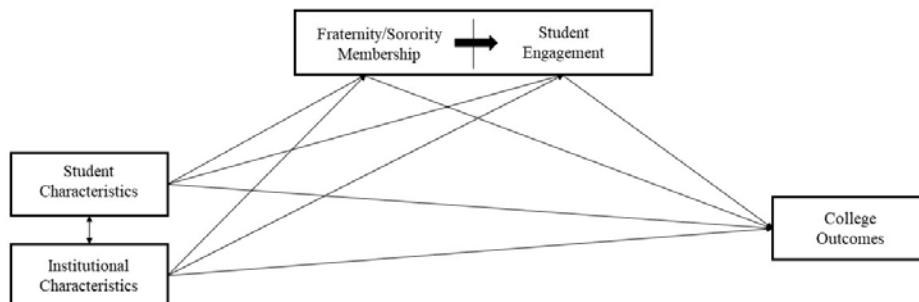 Fraternity/Sorority
Membership
Student
Engagement
Student
Characteristics
Institutional
Characteristics
College
Outcomes